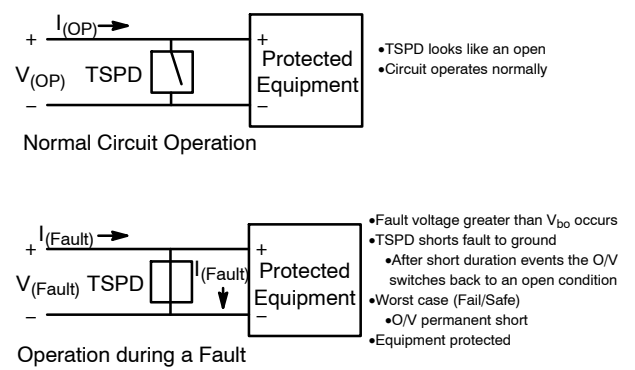 I(OP)
+
V(OP)
TSPD
−
+
Protected
Equipment
−
•TSPD looks like an open
•Circuit operates normally
Normal Circuit Operation
I(Fault)
+
V(Fault)
TSPD
−
I(Fault)
+
Protected
Equipment
−
•Fault voltage greater than Vbo occurs
•TSPD shorts fault to ground
•After short duration events the O/V
switches back to an open condition
•Worst case (Fail/Safe)
•O/V permanent short
•Equipment protected
Operation during a Fault